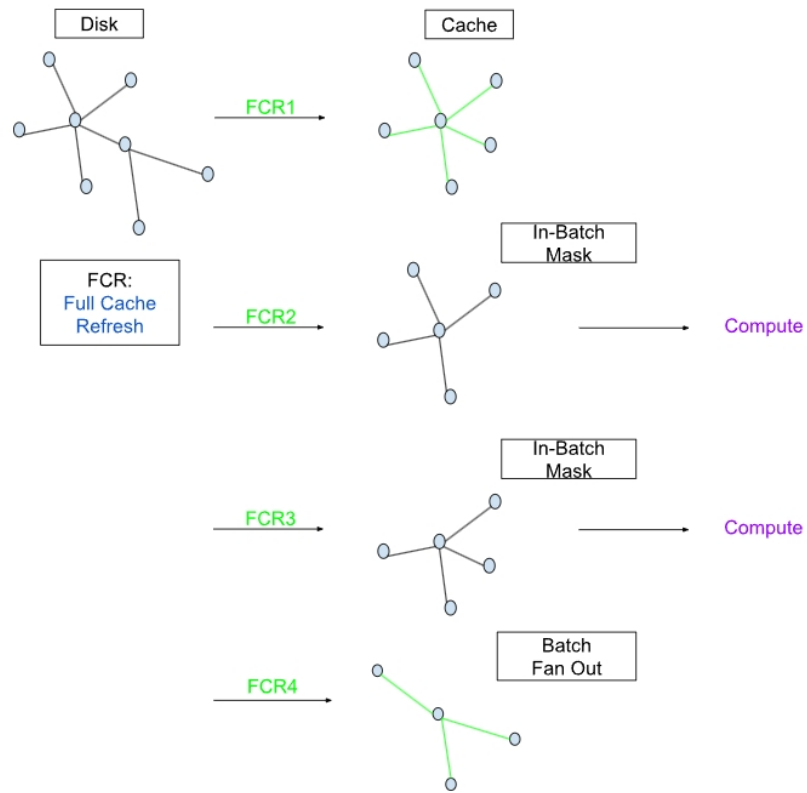 Disk
Cache
FCR1
In-Batch
Mask
FCR:
Full Cache
Refresh
FCR2
Compute
In-Batch
Mask
FCR3
Compute
Batch
Fan Out
FCR4